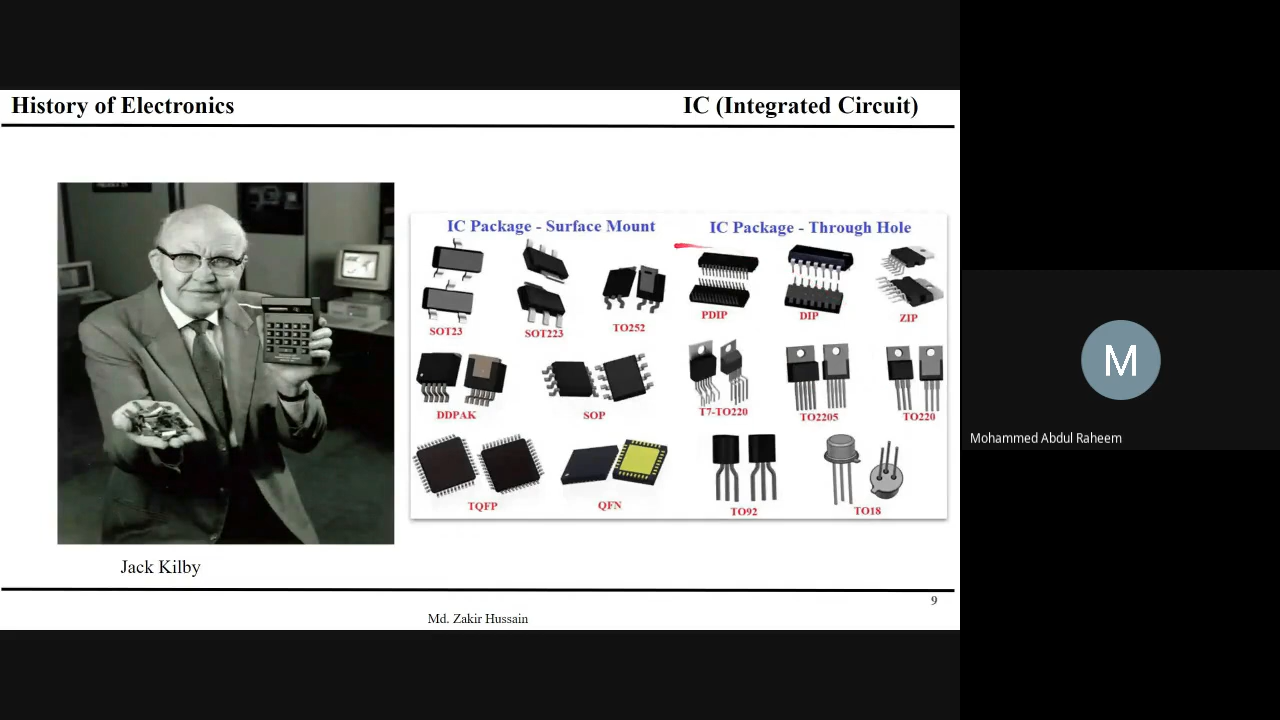 History of Electronics
IC (Integrated Circuit)
IC Package - Surface Mount
IC Package - Through Hole
SOT23
SOT223
TO252
PDIP
DIP
ZIP
DDPAK
SOP
T7-TO220
TO2205
TO220
TQFP
QFN
TO92
TO18
Jack Kilby
9
Md. Zakir Hussain
M
Mohammed Abdul Raheem